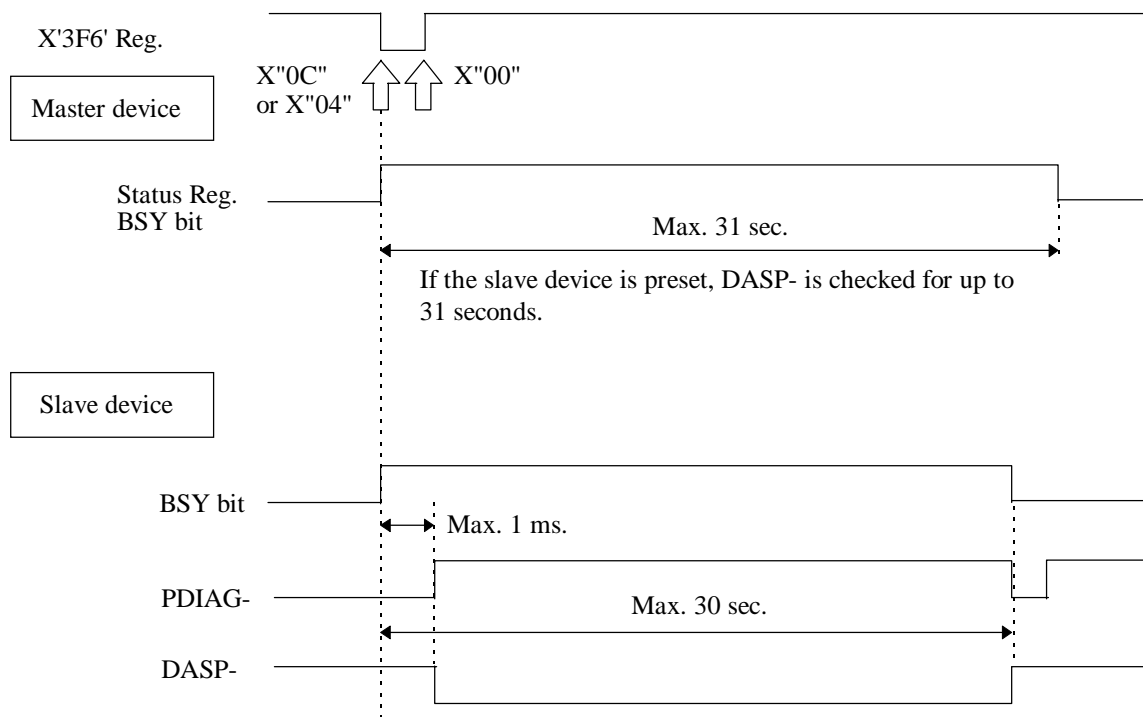 X'3F6' Reg.
X"0C"
or X"04"
X"00"
Master device
Status Reg.
BSY bit
Max. 31 sec.
If the slave device is preset, DASP- is checked for up to
31 seconds.
Slave device
BSY bit
Max. 1 ms.
PDIAG-
Max. 30 sec.
DASP-